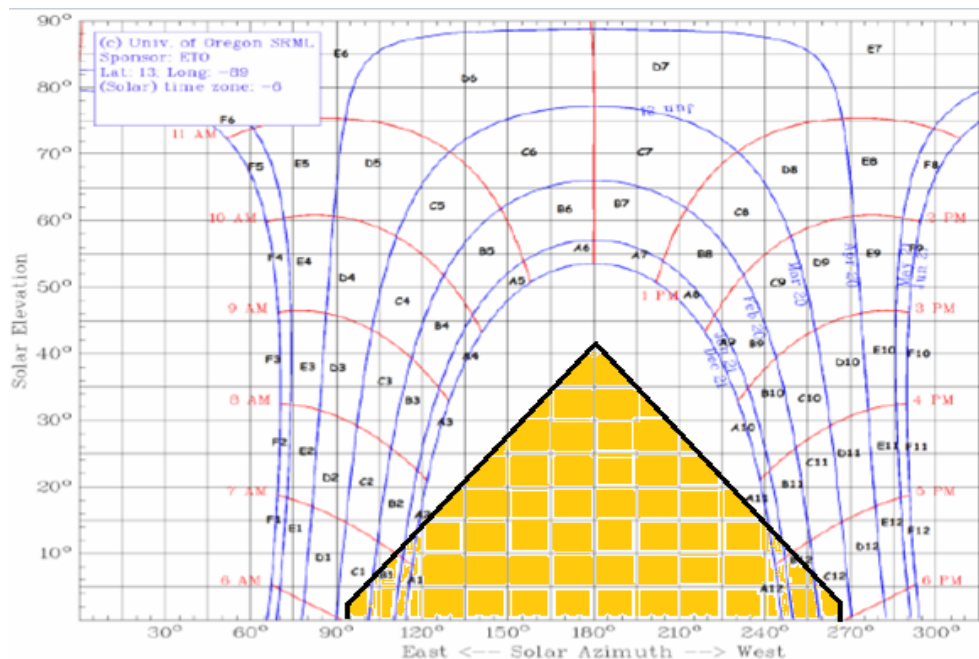 90°
(c) Univ. of Oregon SRML
Sponsor: ETO
Lat: 13; Long: -89
(Solar) time zone: -6
E6
E7
D6
D7
80°
Jun 21
F6
11 AM
70°
F5
E5
D5
C6
C7
D8
E8
F8
C5
B6
B7
C8
60°
10 AM
2 PM
F4
E4
D4
B5
A6
A7
B8
D9
E9
F9
50°
A5
C4
1 PM
A8
C9
Mar 20
Apr 20
Solar Elevation
9 AM
3 PM
B4
Feb 20
40°
F3
E3
D3
C3
A4
A9
B9
D10
E10
F10
Jan 21
Dec 21
8 AM
4 PM
B3
B10
C10
30°
F2
E2
A3
A10
D11
E11
F11
20°
D2
C2
C11
B11
7 AM
5 PM
B2
A2
A11
F1
E1
E12
F12
10°
D1
C1
B1
A1
B12
D12
C12
A12
6 AM
6 PM
30°
60°
90°
120°
150°
180°
210°
240°
270°
300°
East <-- Solar Azimuth --> West